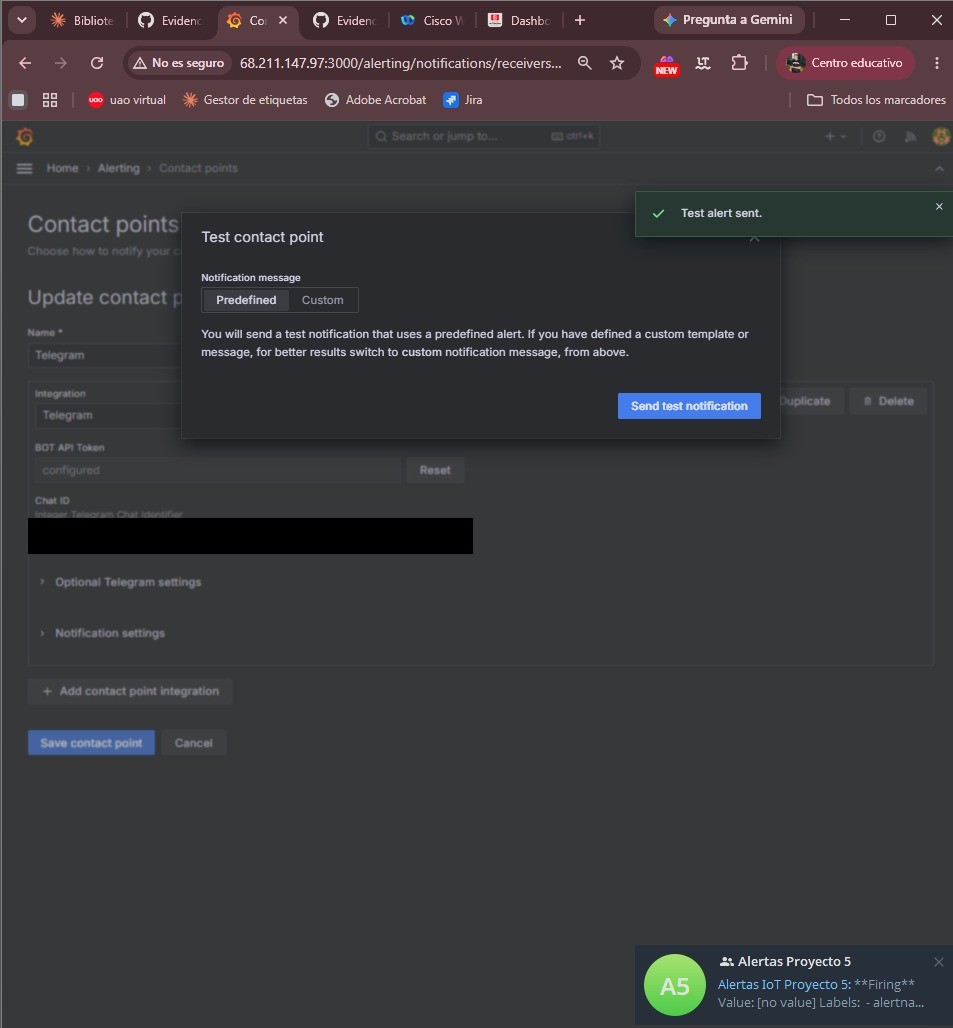 Bibliote
Evidenc
Co
Evidenc
Cisco W
Dashbo
Pregunta a Gemini
No es seguro
68.211.147.97:3000/alerting/notifications/receivers...
NEW
Centro educativo
uao virtual
Gestor de etiquetas
Adobe Acrobat
Jira
Todos los marcadores
Search or jump to...
ctrl+k
Home › Alerting › Contact points
Test alert sent.
Contact points
Choose how to notify your c
Test contact point
Notification message
Predefined
Custom
You will send a test notification that uses a predefined alert. If you have defined a custom template or
message, for better results switch to custom notification message, from above.
Send test notification
Update contact p
Name *
Telegram
Integration
Telegram
Duplicate
Delete
BOT API Token
configured
Reset
Chat ID
Integer Telegram Chat Identifier
Optional Telegram settings
Notification settings
+ Add contact point integration
Save contact point
Cancel
A5
Alertas Proyecto 5
Alertas IoT Proyecto 5: **Firing**
Value: [no value] Labels: - alertna...